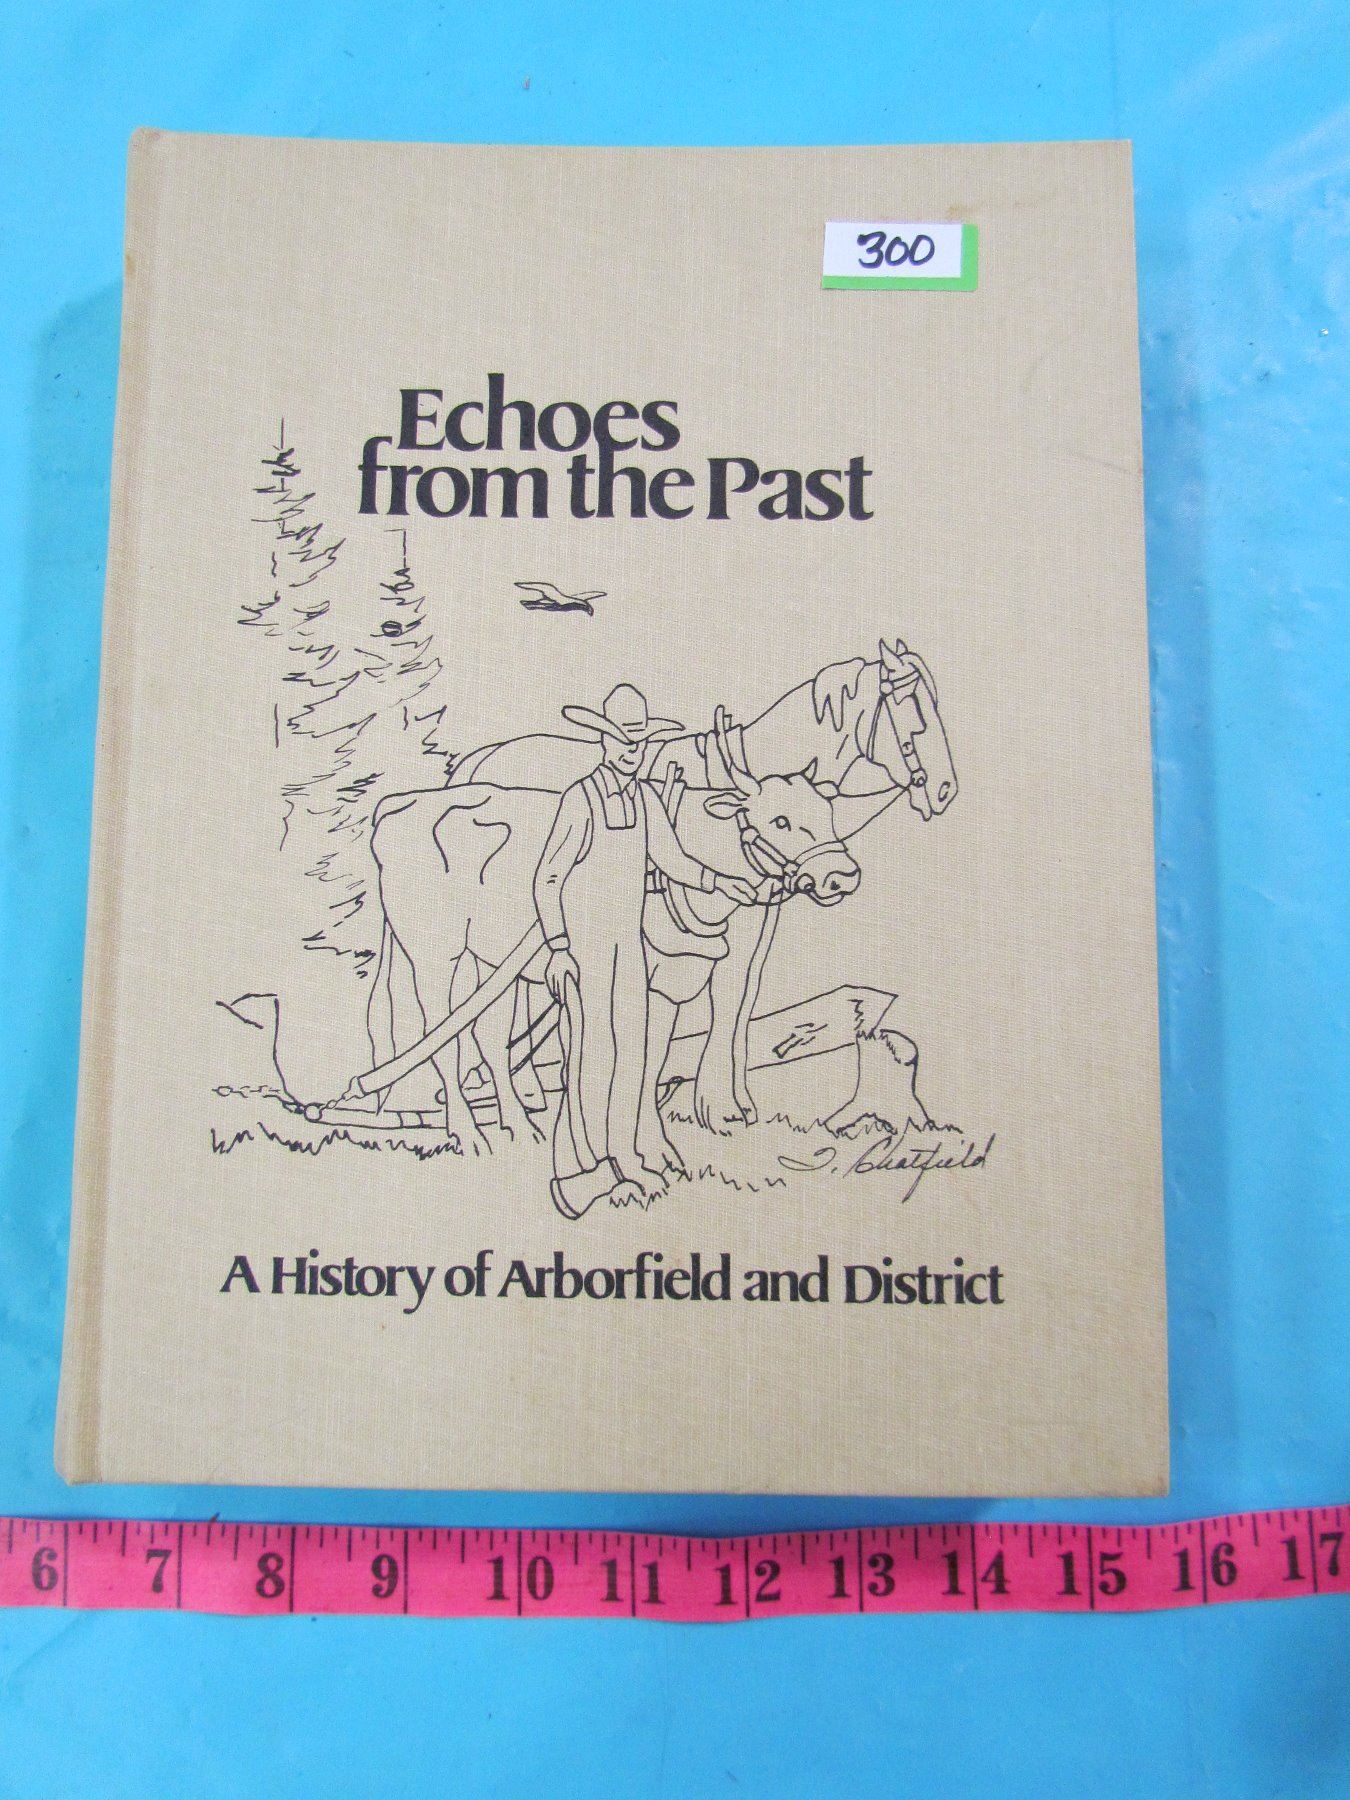 300
Echoes
from the Past
J. Chatfield
A History of Arborfield and District
6 7 8 9 10 11 12 13 14 15 16 17